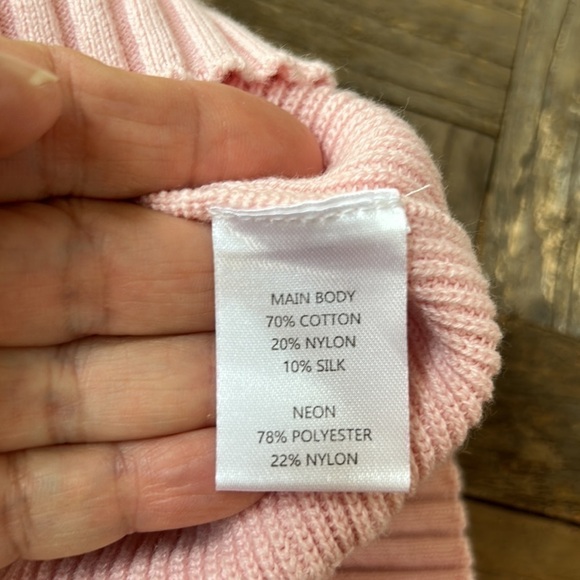 MAIN BODY
70% COTTON
20% NYLON
10% SILK
NEON
78% POLYESTER
22% NYLON